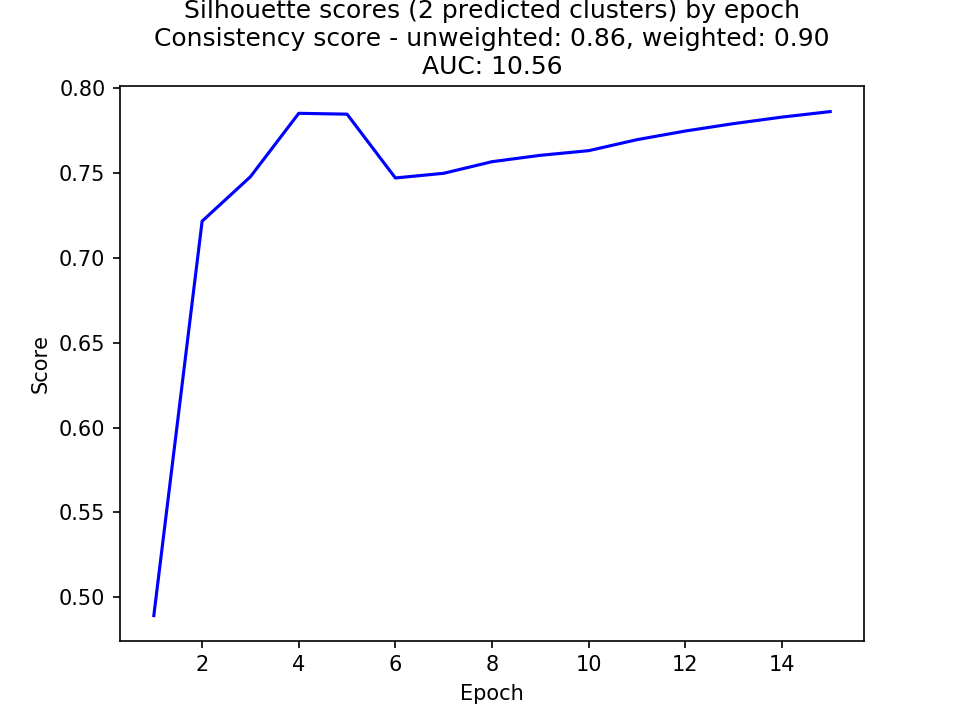 Silhouette scores (2 predicted clusters) by epoch
Consistency score - unweighted: 0.86, weighted: 0.90
AUC: 10.56
0.80
0.75
0.70
0.65
0.60
0.55
0.50
Score
2 4 6 8 10 12 14
Epoch